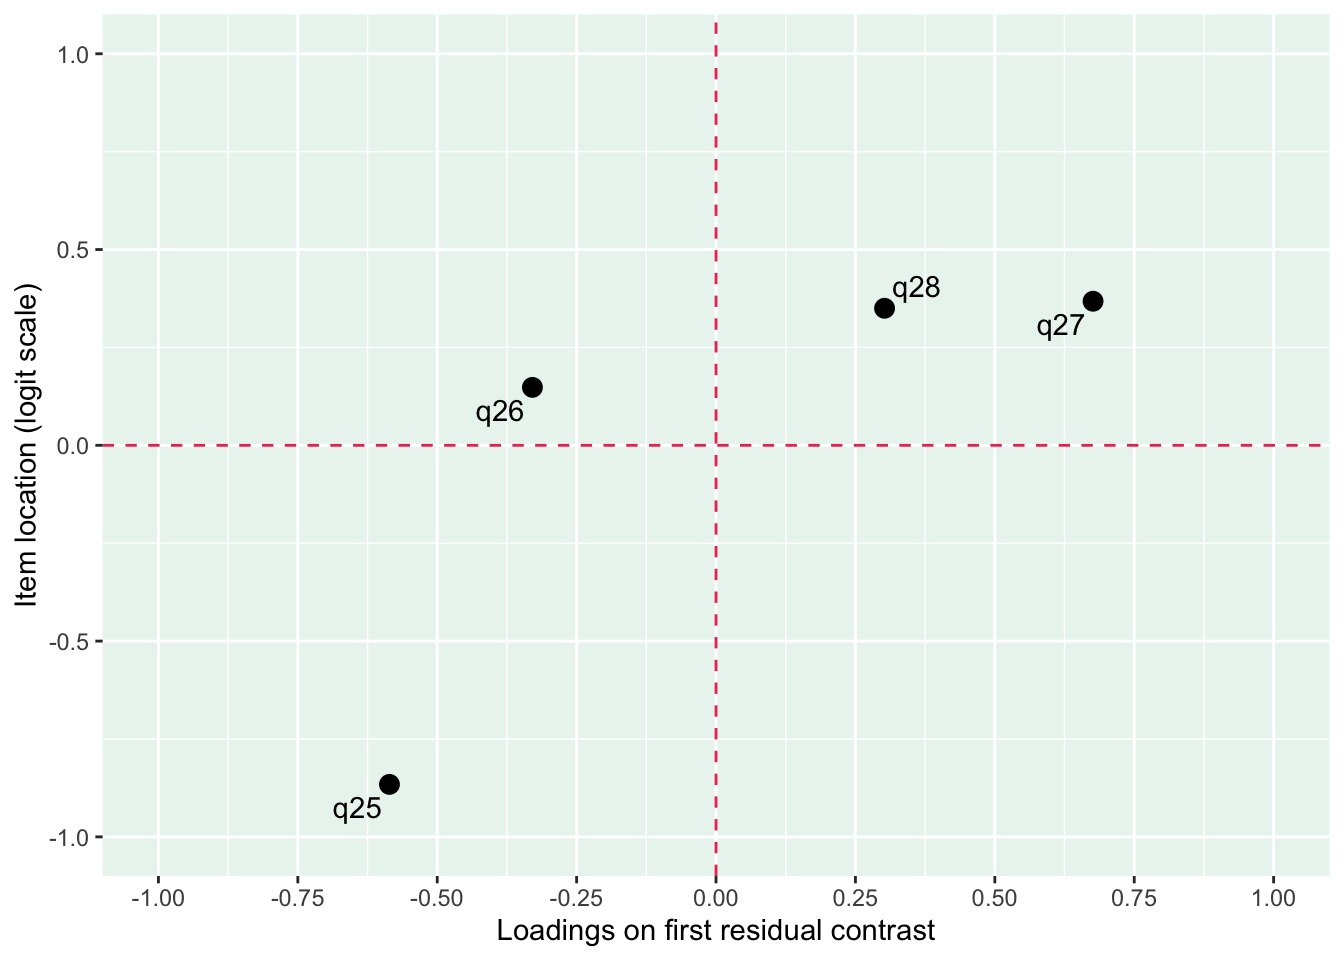 1.0
0.5
0.0
-0.5
-1.0
Item location (logit scale)
q28
q27
q26
q25
-1.00 -0.75 -0.50 -0.25 0.00 0.25 0.50 0.75 1.00
Loadings on first residual contrast